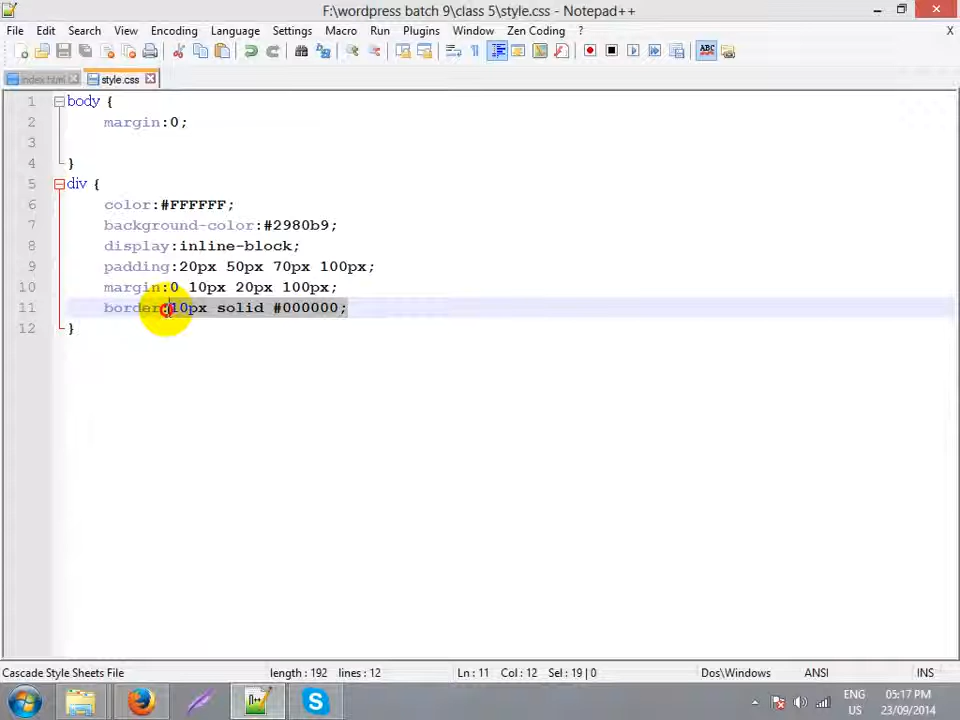 F:\wordpress batch 9\class 5\style.css - Notepad++
File Edit Search View Encoding Language Settings Macro Run Plugins Window Zen Coding ? X
index.html style.css
1 body {
2 margin:0;
3
4 }
5 div {
6 color:#FFFFFF;
7 background-color:#2980b9;
8 display:inline-block;
9 padding:20px 50px 70px 100px;
10 margin:0 10px 20px 100px;
11 border:10px solid #000000;
12 }
Cascade Style Sheets File length : 192 lines : 12 Ln : 11 Col : 12 Sel : 19 | 0 Dos\Windows ANSI INS
ENG 05:17 PM
US 23/09/2014